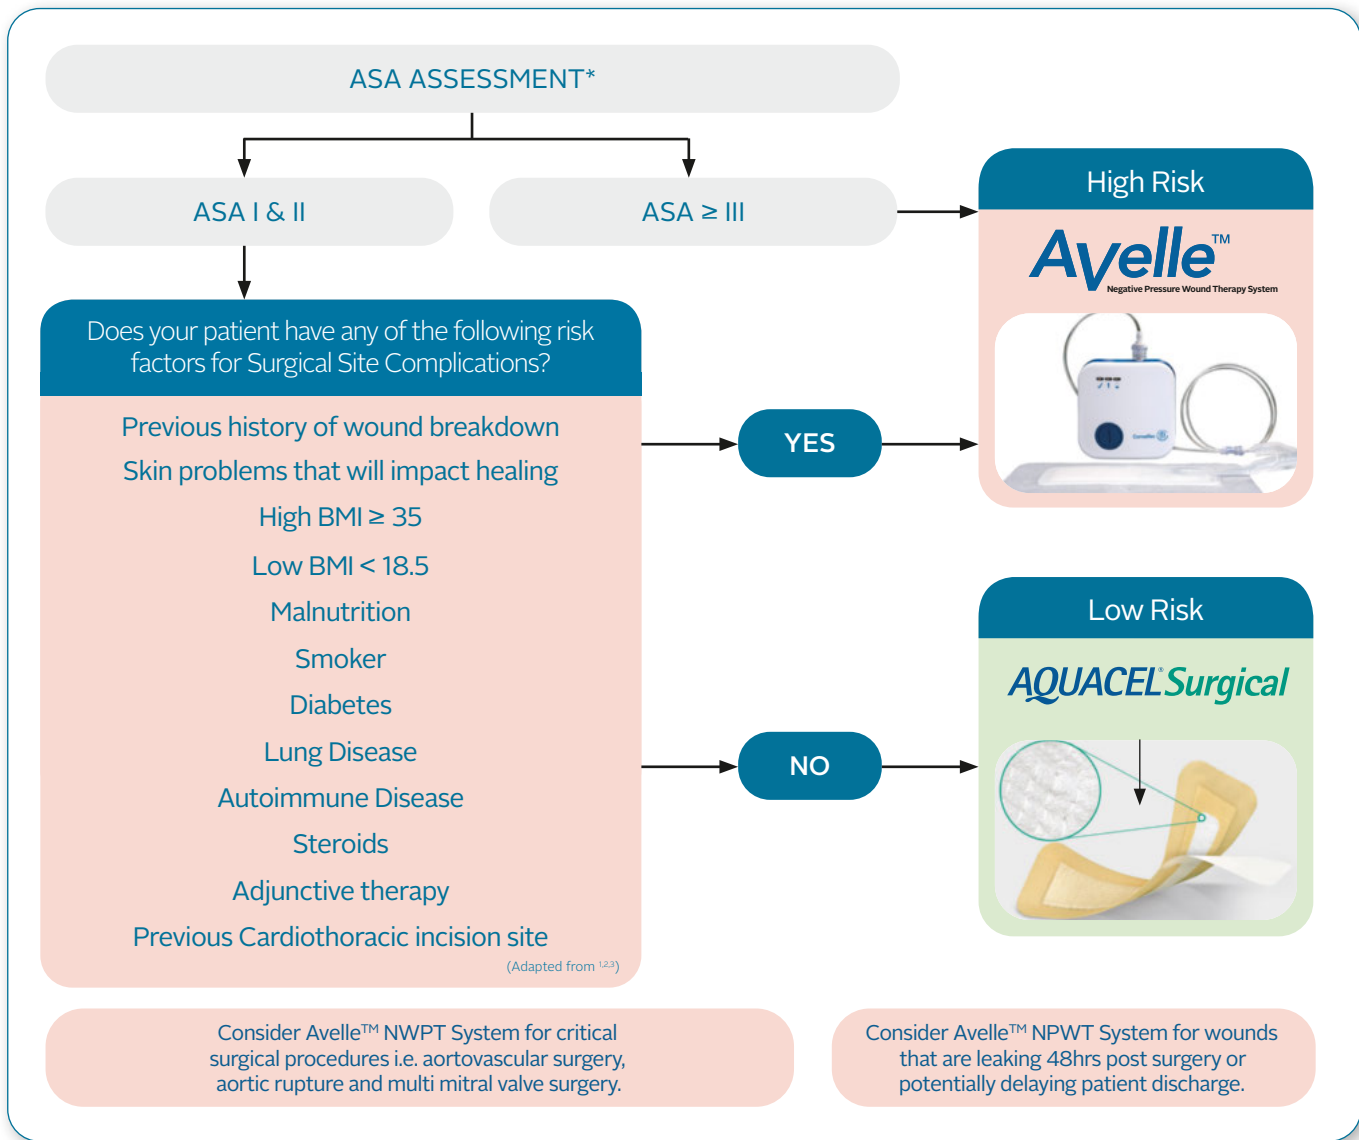 ASA ASSESSMENT*
ASA I & II
ASA ≥ III
High Risk
Avelle™
Negative Pressure Wound Therapy System
Does your patient have any of the following risk
factors for Surgical Site Complications?
Previous history of wound breakdown
Skin problems that will impact healing
High BMI ≥ 35
Low BMI < 18.5
Malnutrition
Smoker
Diabetes
Lung Disease
Autoimmune Disease
Steroids
Adjunctive therapy
Previous Cardiothoracic incision site
(Adapted from 1,2,3)
YES
NO
Low Risk
AQUACEL® Surgical
Consider Avelle™ NWPT System for critical
surgical procedures i.e. aortovascular surgery,
aortic rupture and multi mitral valve surgery.
Consider Avelle™ NPWT System for wounds
that are leaking 48hrs post surgery or
potentially delaying patient discharge.